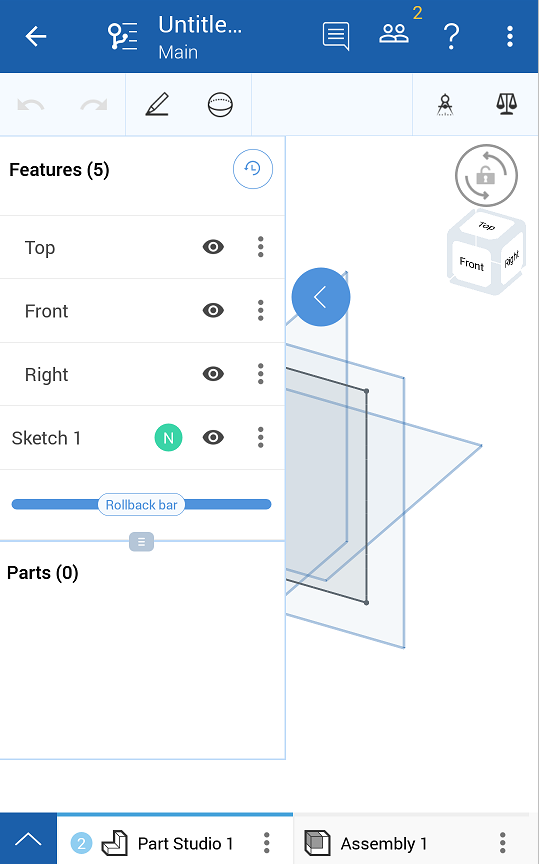 Untitle...
2
Main
Features (5)
Top
Front
Right
Sketch 1
N
Rollback bar
Parts (0)
Top
Front
Right
2
Part Studio 1
Assembly 1